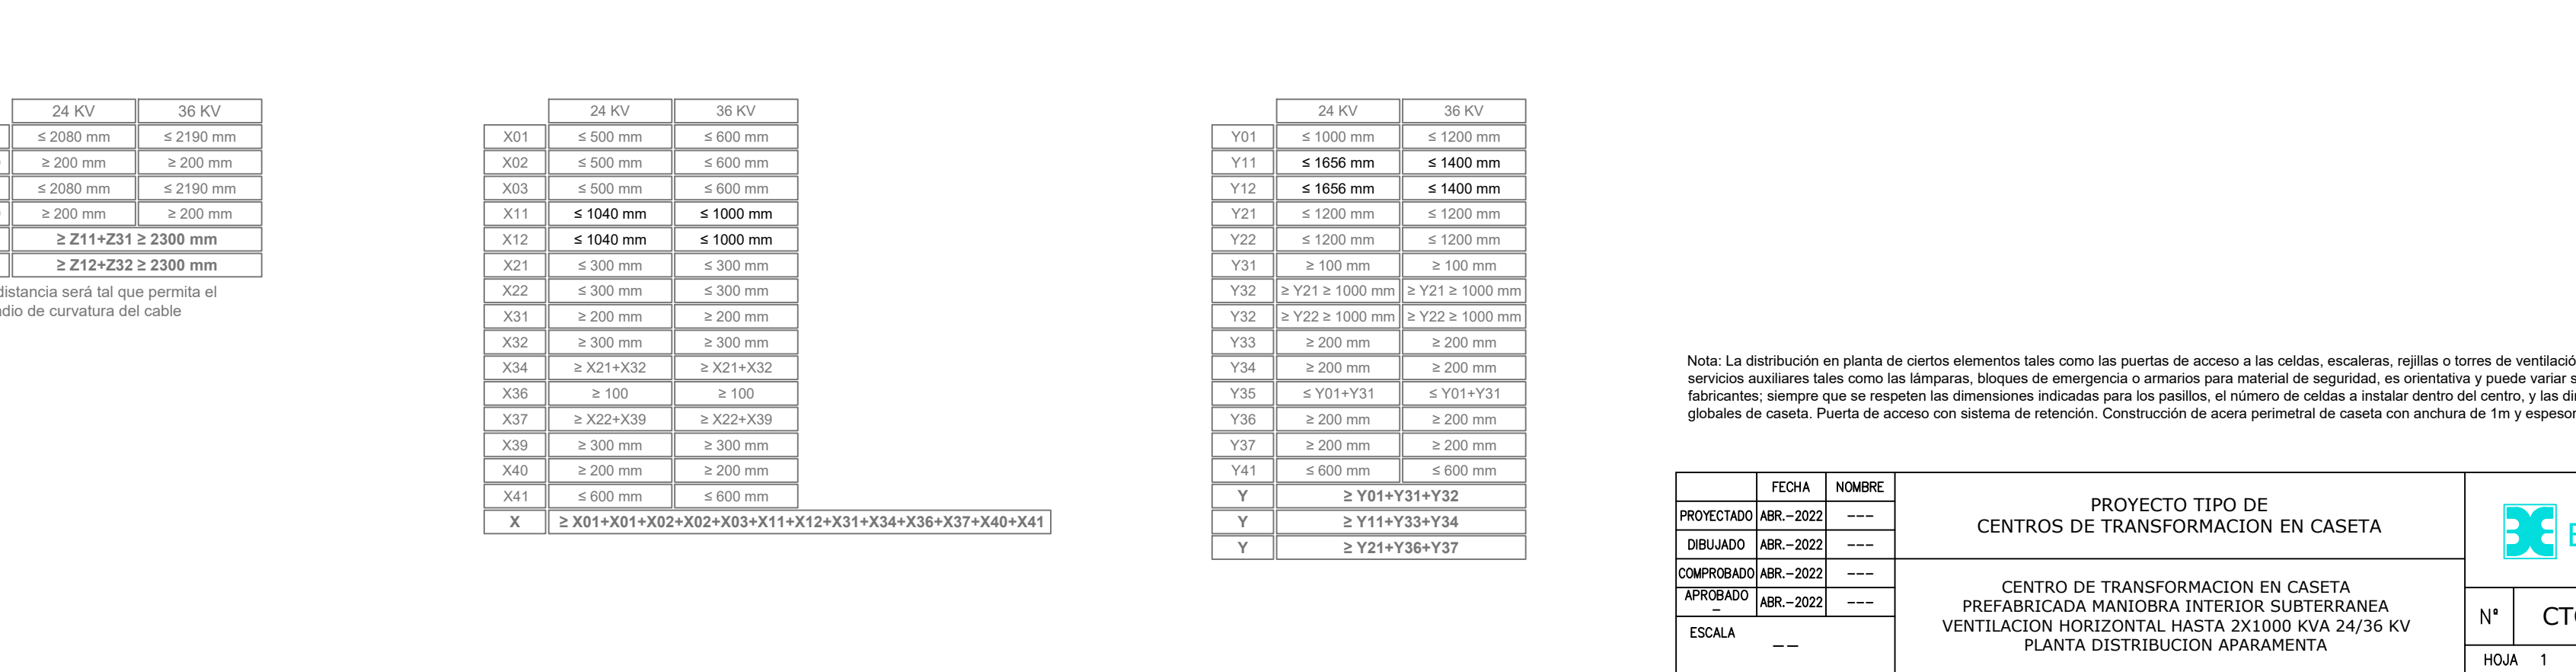 24 KV 36 KV
≤ 2080 mm ≤ 2190 mm
≥ 200 mm ≥ 200 mm
≤ 2080 mm ≤ 2190 mm
≥ 200 mm ≥ 200 mm
≥ Z11+Z31 ≥ 2300 mm
≥ Z12+Z32 ≥ 2300 mm
distancia será tal que permita el
de curvatura del cable
24 KV 36 KV
X01 ≤ 500 mm ≤ 600 mm
X02 ≤ 500 mm ≤ 600 mm
X03 ≤ 500 mm ≤ 600 mm
X11 ≤ 1040 mm ≤ 1000 mm
X12 ≤ 1040 mm ≤ 1000 mm
X21 ≤ 300 mm ≤ 300 mm
X22 ≤ 300 mm ≤ 300 mm
X31 ≥ 200 mm ≥ 200 mm
X32 ≥ 300 mm ≥ 300 mm
X34 ≥ X21+X32 ≥ X21+X32
X36 ≥ 100 ≥ 100
X37 ≥ X22+X39 ≥ X22+X39
X39 ≥ 300 mm ≥ 300 mm
X40 ≥ 200 mm ≥ 200 mm
X41 ≤ 600 mm ≤ 600 mm
X ≥ X01+X01+X02+X02+X03+X11+X12+X31+X34+X36+X37+X40+X41
24 KV 36 KV
Y01 ≤ 1000 mm ≤ 1200 mm
Y11 ≤ 1656 mm ≤ 1400 mm
Y12 ≤ 1656 mm ≤ 1400 mm
Y21 ≤ 1200 mm ≤ 1200 mm
Y22 ≤ 1200 mm ≤ 1200 mm
Y31 ≥ 100 mm ≥ 100 mm
Y32 ≥ Y21 ≥ 1000 mm ≥ Y21 ≥ 1000 mm
Y32 ≥ Y22 ≥ 1000 mm ≥ Y22 ≥ 1000 mm
Y33 ≥ 200 mm ≥ 200 mm
Y34 ≥ 200 mm ≥ 200 mm
Y35 ≤ Y01+Y31 ≤ Y01+Y31
Y36 ≥ 200 mm ≥ 200 mm
Y37 ≥ 200 mm ≥ 200 mm
Y41 ≤ 600 mm ≤ 600 mm
Y ≥ Y01+Y31+Y32
Y ≥ Y11+Y33+Y34
Y ≥ Y21+Y36+Y37
Nota: La distribución en planta de ciertos elementos tales como las puertas de acceso a las celdas, escaleras, rejillas o torres de
servicios auxiliares tales como las lámparas, bloques de emergencia o armarios para material de seguridad, es orientativa y puede variar
fabricantes; siempre que se respeten las dimensiones indicadas para los pasillos, el número de celdas a instalar dentro del centro, y las
globales de caseta. Puerta de acceso con sistema de retención. Construcción de acera perimetral de caseta con anchura de 1m y
FECHA NOMBRE
PROYECTADO ABR.-2022 ---
DIBUJADO ABR.-2022 ---
COMPROBADO ABR.-2022 ---
APROBADO - ABR.-2022 ---
ESCALA --
PROYECTO TIPO DE
CENTROS DE TRANSFORMACION EN CASETA
CENTRO DE TRANSFORMACION EN CASETA
PREFABRICADA MANIOBRA INTERIOR SUBTERRANEA
VENTILACION HORIZONTAL HASTA 2X1000 KVA 24/36 KV
PLANTA DISTRIBUCION APARAMENTA
Nº
HOJA 1